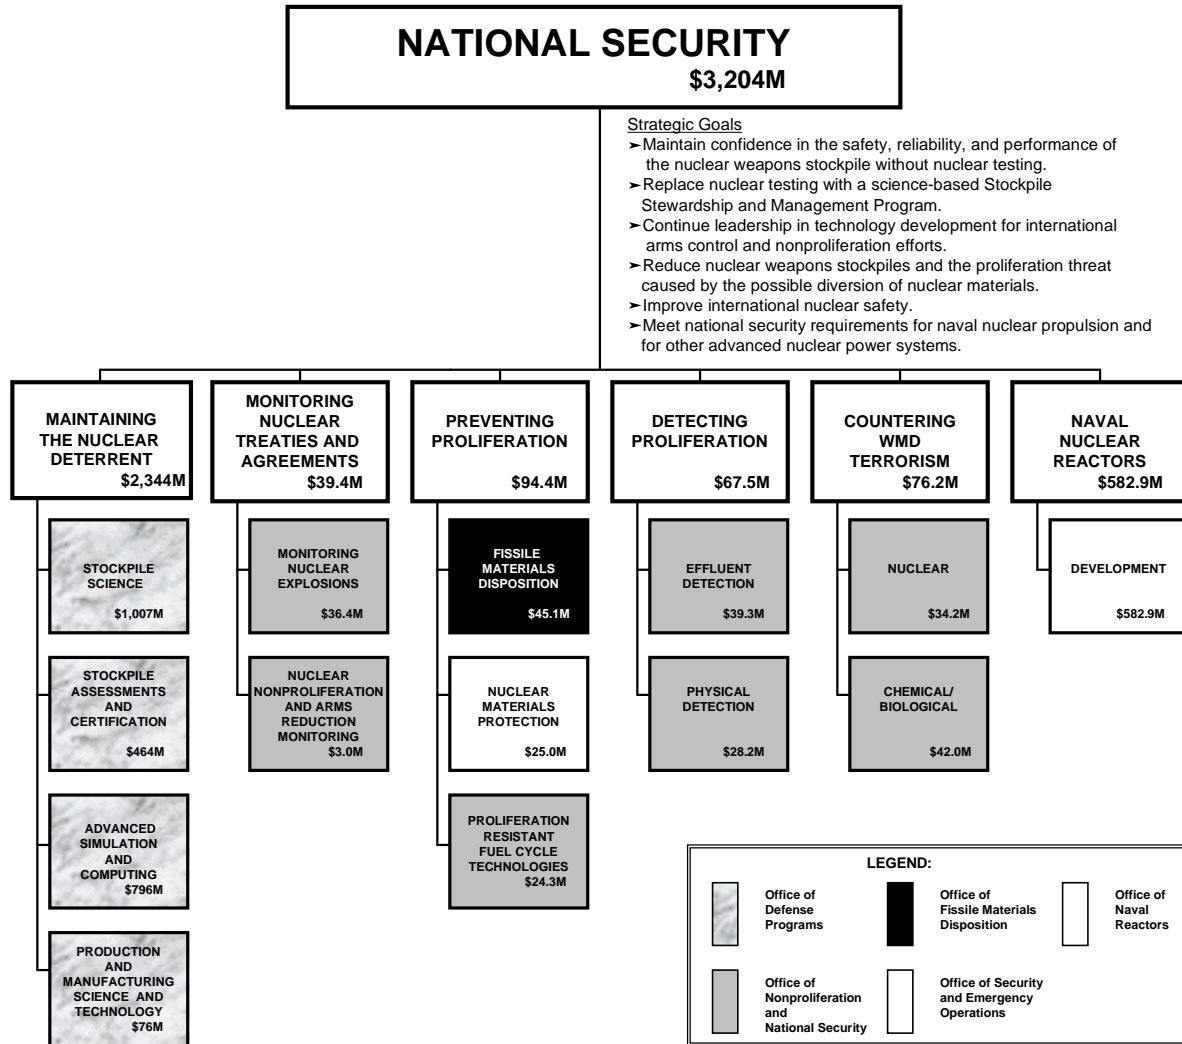 NATIONAL SECURITY
$3,204M
Strategic Goals
➢Maintain confidence in the safety, reliability, and performance of
the nuclear weapons stockpile without nuclear testing.
➢Replace nuclear testing with a science-based Stockpile
Stewardship and Management Program.
➢Continue leadership in technology development for international
arms control and nonproliferation efforts.
➢Reduce nuclear weapons stockpiles and the proliferation threat
caused by the possible diversion of nuclear materials.
➢Improve international nuclear safety.
➢Meet national security requirements for naval nuclear propulsion and
for other advanced nuclear power systems.
MAINTAINING
THE NUCLEAR
DETERRENT
$2,344M
MONITORING
NUCLEAR
TREATIES AND
AGREEMENTS
$39.4M
PREVENTING
PROLIFERATION
$94.4M
DETECTING
PROLIFERATION
$67.5M
COUNTERING
WMD
TERRORISM
$76.2M
NAVAL
NUCLEAR
REACTORS
$582.9M
STOCKPILE
SCIENCE
$1,007M
MONITORING
NUCLEAR
EXPLOSIONS
$36.4M
FISSILE
MATERIALS
DISPOSITION
$45.1M
EFFLUENT
DETECTION
$39.3M
NUCLEAR
$34.2M
DEVELOPMENT
$582.9M
STOCKPILE
ASSESSMENTS
AND
CERTIFICATION
$464M
NUCLEAR
NONPROLIFERATION
AND ARMS
REDUCTION
MONITORING
$3.0M
NUCLEAR
MATERIALS
PROTECTION
$25.0M
PHYSICAL
DETECTION
$28.2M
CHEMICAL/
BIOLOGICAL
$42.0M
ADVANCED
SIMULATION
AND
COMPUTING
$796M
PROLIFERATION
RESISTANT
FUEL CYCLE
TECHNOLOGIES
$24.3M
PRODUCTION
AND
MANUFACTURING
SCIENCE AND
TECHNOLOGY
$76M
LEGEND:
Office of
Defense
Programs
Office of
Fissile Materials
Disposition
Office of
Naval
Reactors
Office of
Nonproliferation
and
National Security
Office of Security
and Emergency
Operations